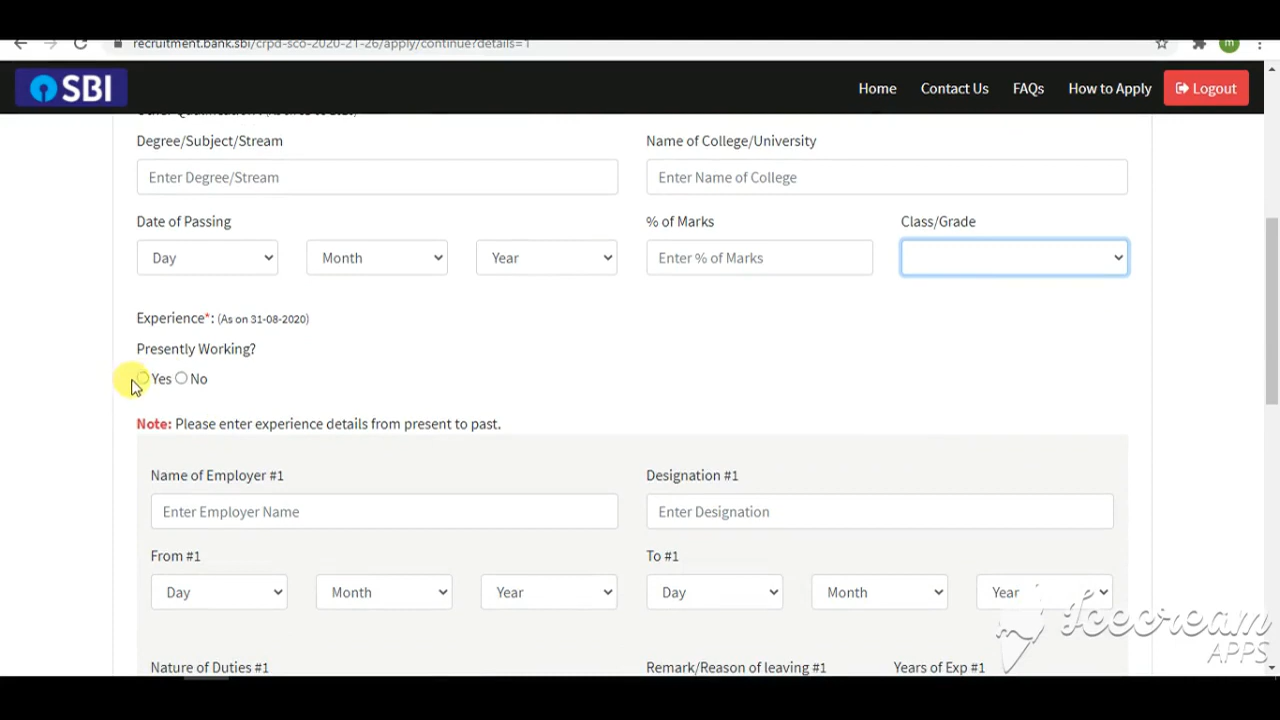 recruitment.bank.sbi/crpd-sco-2020-21-26/apply/continue?details=1
m
SBI
Home
Contact Us
FAQs
How to Apply
Logout
Degree/Subject/Stream
Name of College/University
Enter Degree/Stream
Enter Name of College
Date of Passing
% of Marks
Class/Grade
Day
Month
Year
Enter % of Marks
Experience*: (As on 31-08-2020)
Presently Working?
Yes No
Note: Please enter experience details from present to past.
Name of Employer #1
Designation #1
Enter Employer Name
Enter Designation
From #1
To #1
Day
Month
Year
Day
Month
Year
Icecream
APPS
Nature of Duties #1
Remark/Reason of leaving #1
Years of Exp #1